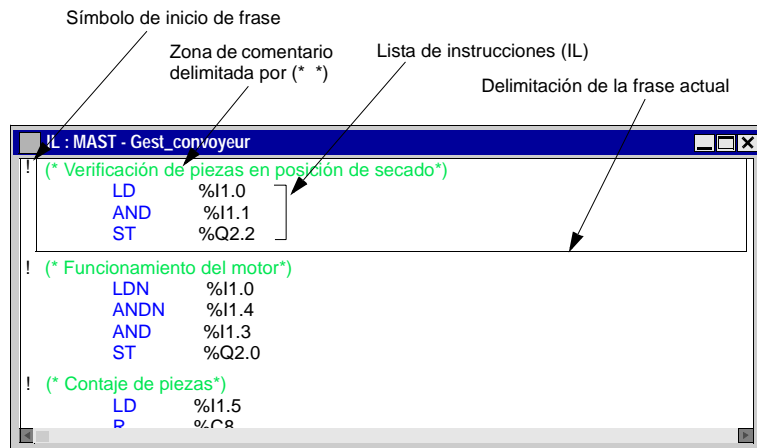 Símbolo de inicio de frase
Zona de comentario
delimitada por (* *)
Lista de instrucciones (IL)
Delimitación de la frase actual
IL : MAST - Gest_convoyeur
! (* Verificación de piezas en posición de secado*)
LD %I1.0
AND %I1.1
ST %Q2.2
! (* Funcionamiento del motor*)
LDN %I1.0
ANDN %I1.4
AND %I1.3
ST %Q2.0
! (* Contaje de piezas*)
LD %I1.5
R %C8